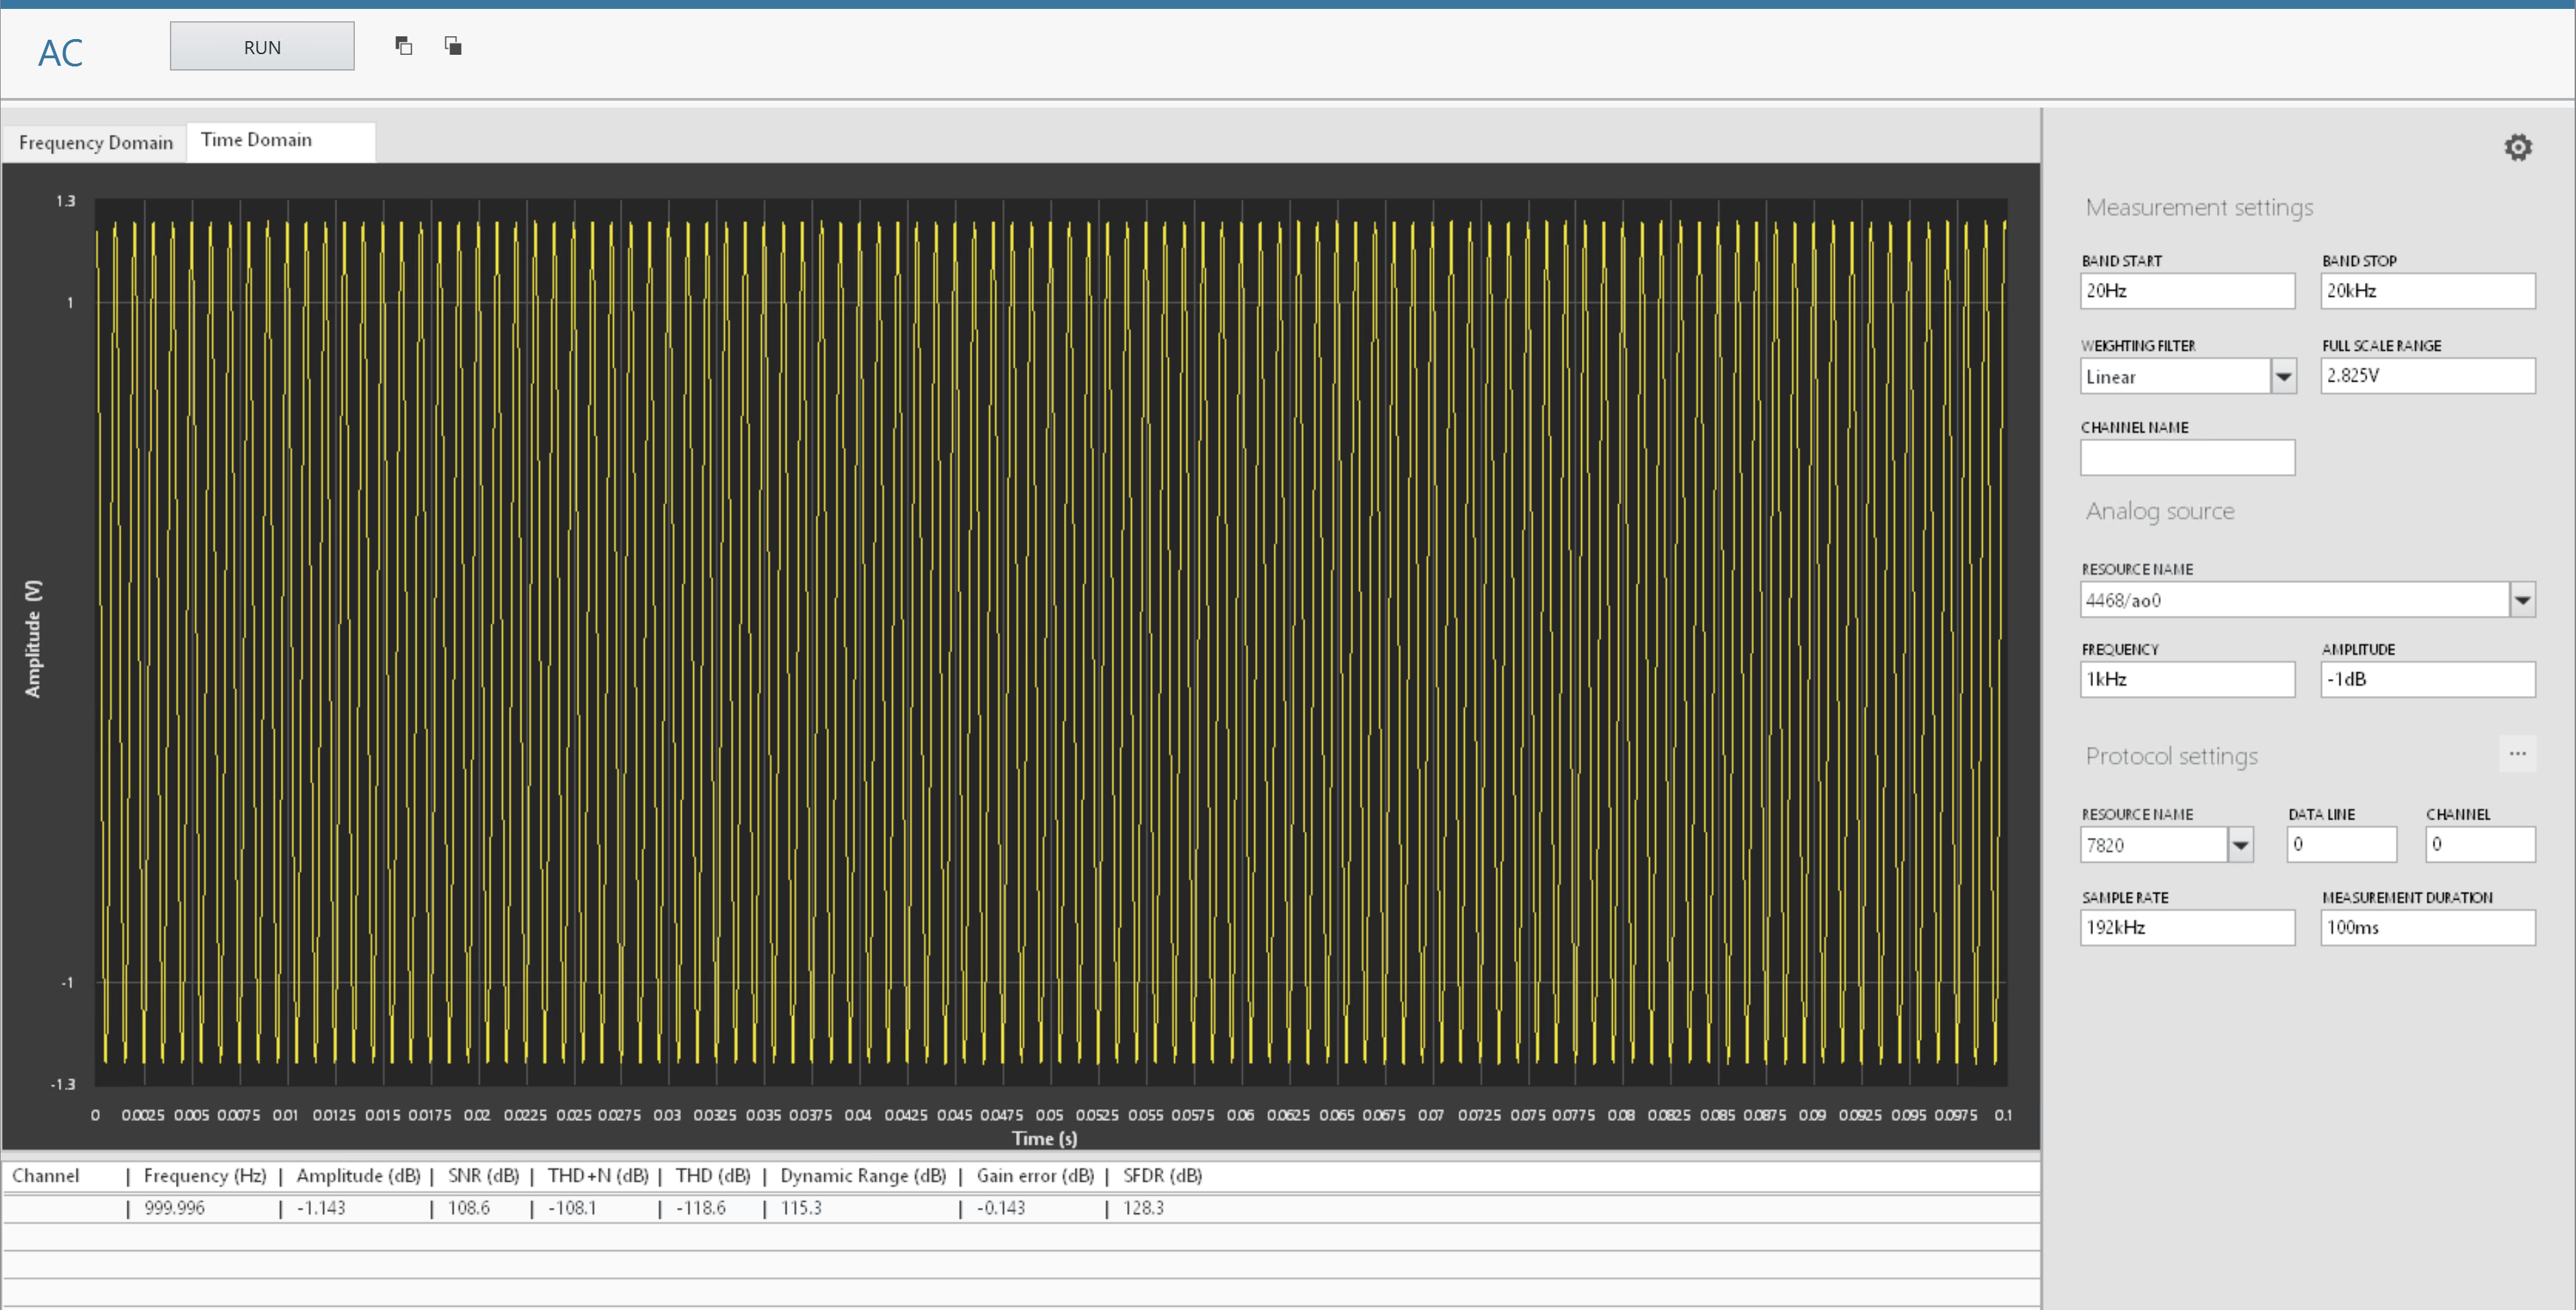 AC RUN
Frequency Domain Time Domain
1.3
1
Amplitude (V)
-1
-1.3
0 0.0025 0.005 0.0075 0.01 0.0125 0.015 0.0175 0.02 0.0225 0.025 0.0275 0.03 0.0325 0.035 0.0375 0.04 0.0425 0.045 0.0475 0.05 0.0525 0.055 0.0575 0.06 0.0625 0.065 0.0675 0.07 0.0725 0.075 0.0775 0.08 0.0825 0.085 0.0875 0.09 0.0925 0.095 0.0975 0.1
Time (s)
Channel | Frequency (Hz) | Amplitude (dB) | SNR (dB) | THD+N (dB) | THD (dB) | Dynamic Range (dB) | Gain error (dB) | SFDR (dB)
| 999.996 | -1.143 | 108.6 | -108.1 | -118.6 | 115.3 | -0.143 | 128.3
Measurement settings
BAND START BAND STOP
20Hz 20kHz
WEIGHTING FILTER FULL SCALE RANGE
Linear 2.825V
CHANNEL NAME
Analog source
RESOURCE NAME
4468/ao0
FREQUENCY AMPLITUDE
1kHz -1dB
Protocol settings ...
RESOURCE NAME DATA LINE CHANNEL
7820 0 0
SAMPLE RATE MEASUREMENT DURATION
192kHz 100ms